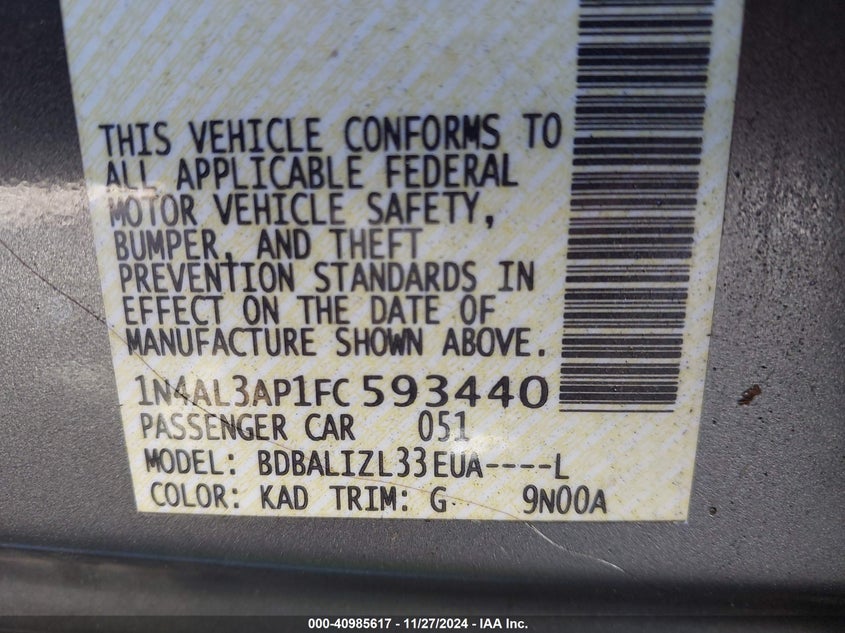 THIS VEHICLE CONFORMS TO
ALL APPLICABLE FEDERAL
MOTOR VEHICLE SAFETY,
BUMPER, AND THEFT
PREVENTION STANDARDS IN
EFFECT ON THE DATE OF
MANUFACTURE SHOWN ABOVE.
1N4AL3AP1FC593440
PASSENGER CAR 051
MODEL: BDBALIZL33EUA----L
COLOR: KAD TRIM: G 9N00A
000-40985617 - 11/27/2024 - IAA Inc.